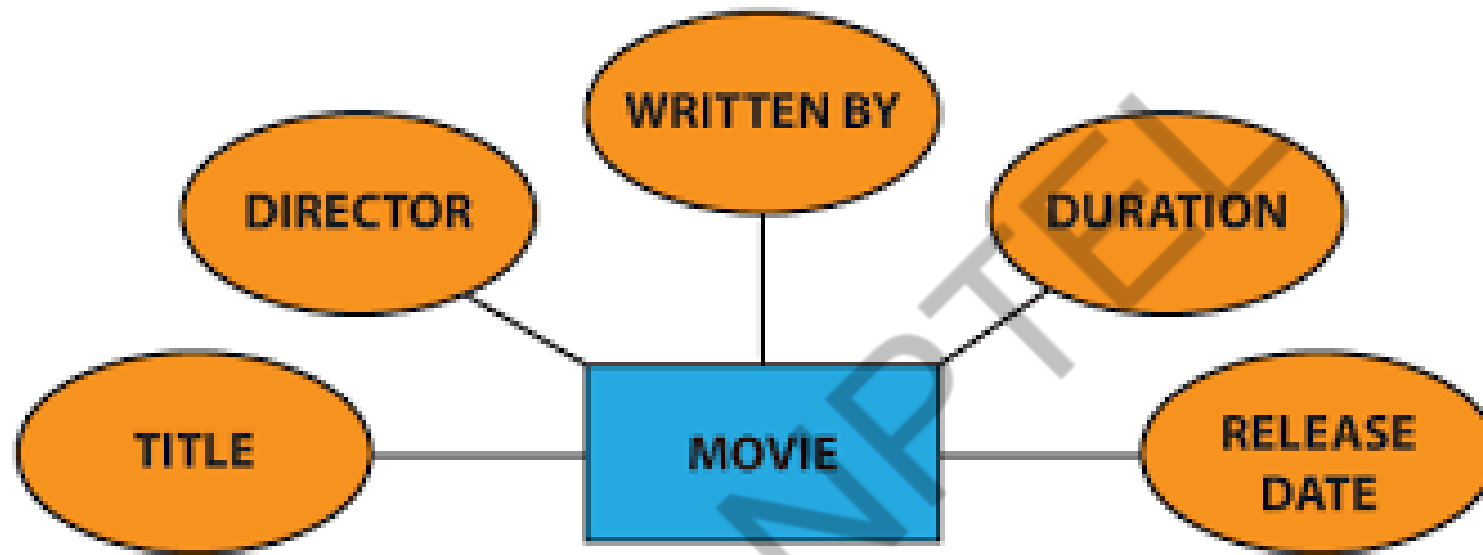 WRITTEN BY
DIRECTOR
DURATION
TITLE
MOVIE
RELEASE
DATE
NPTEL